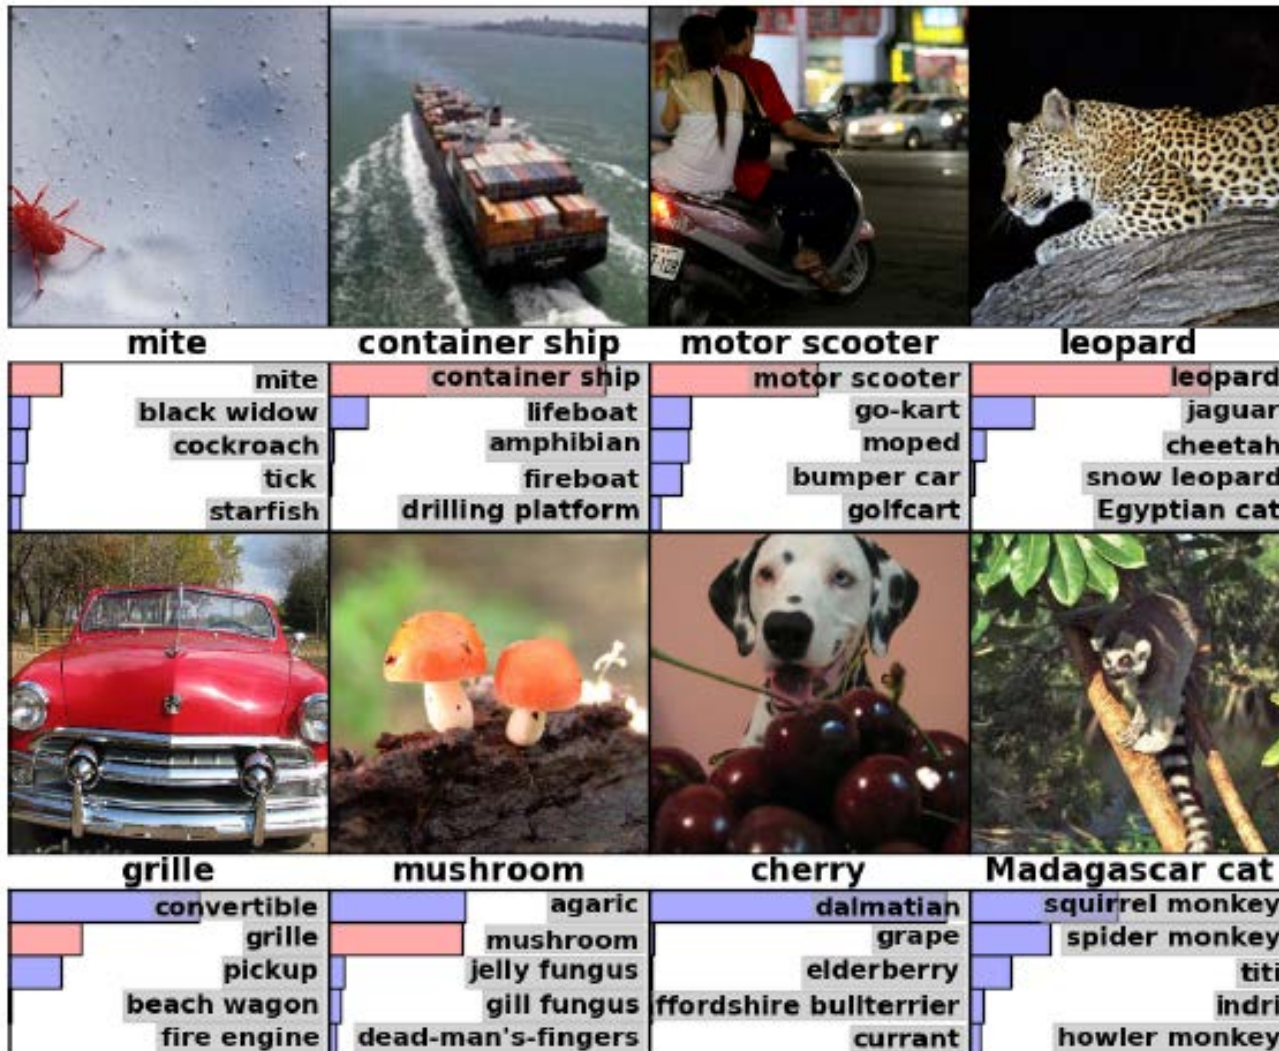 mite
container ship
motor scooter
leopard
mite
black widow
cockroach
tick
starfish
container ship
lifeboat
amphibian
fireboat
drilling platform
motor scooter
go-kart
moped
bumper car
golfcart
leopard
jaguar
cheetah
snow leopard
Egyptian cat
grille
mushroom
cherry
Madagascar cat
convertible
grille
pickup
beach wagon
fire engine
agaric
mushroom
jelly fungus
gill fungus
dead-man's-fingers
dalmatian
grape
elderberry
ffordshire bullterrier
currant
squirrel monkey
spider monkey
titi
indri
howler monkey